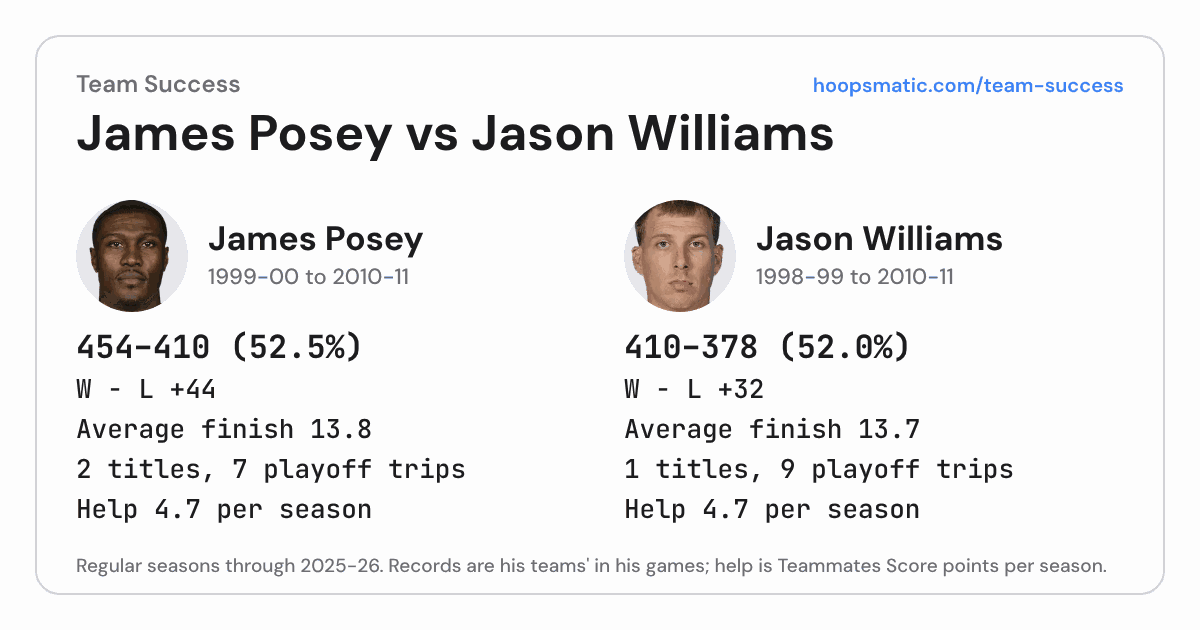 Team Success
hoopsmatic.com/team-success
James Posey vs Jason Williams
James Posey
1999-00 to 2010-11
454-410 (52.5%)
W - L +44
Average finish 13.8
2 titles, 7 playoff trips
Help 4.7 per season
Jason Williams
1998-99 to 2010-11
410-378 (52.0%)
W - L +32
Average finish 13.7
1 titles, 9 playoff trips
Help 4.7 per season
Regular seasons through 2025-26. Records are his teams' in his games; help is Teammates Score points per season.